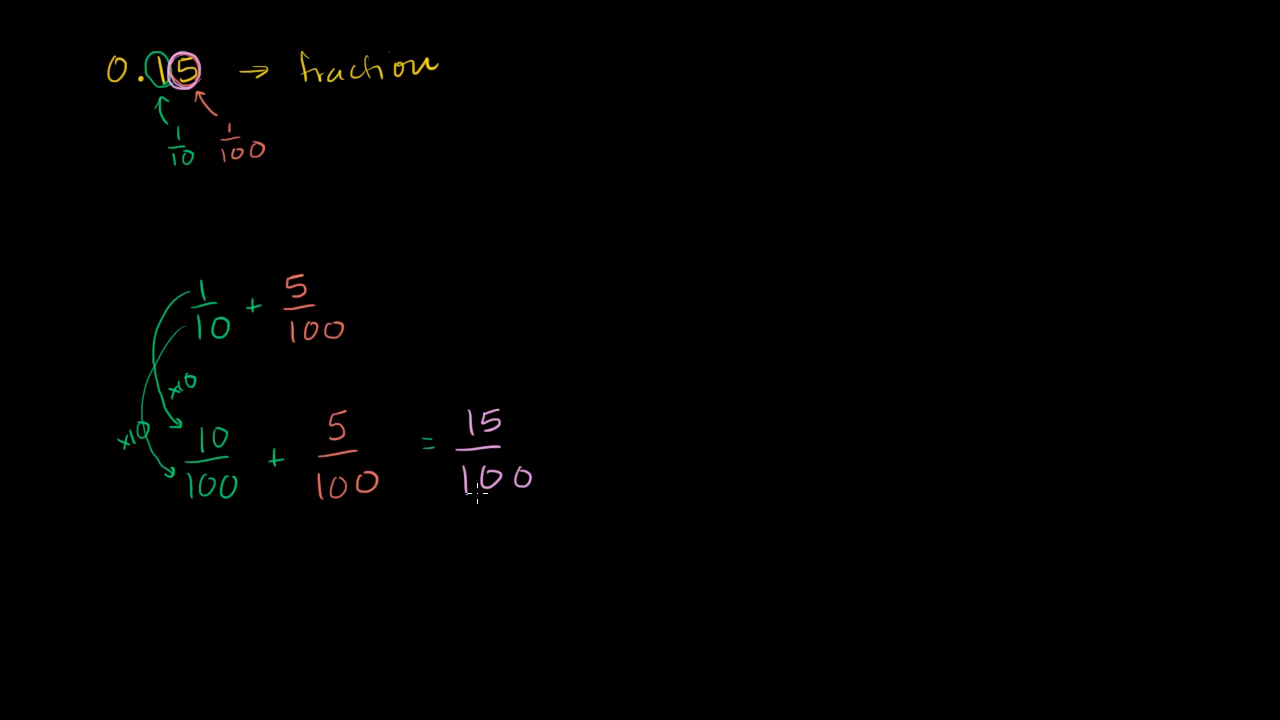 0.15 → fraction
1/10 1/100
1/10 + 5/100
×10
×10
10/100 + 5/100 = 15/100